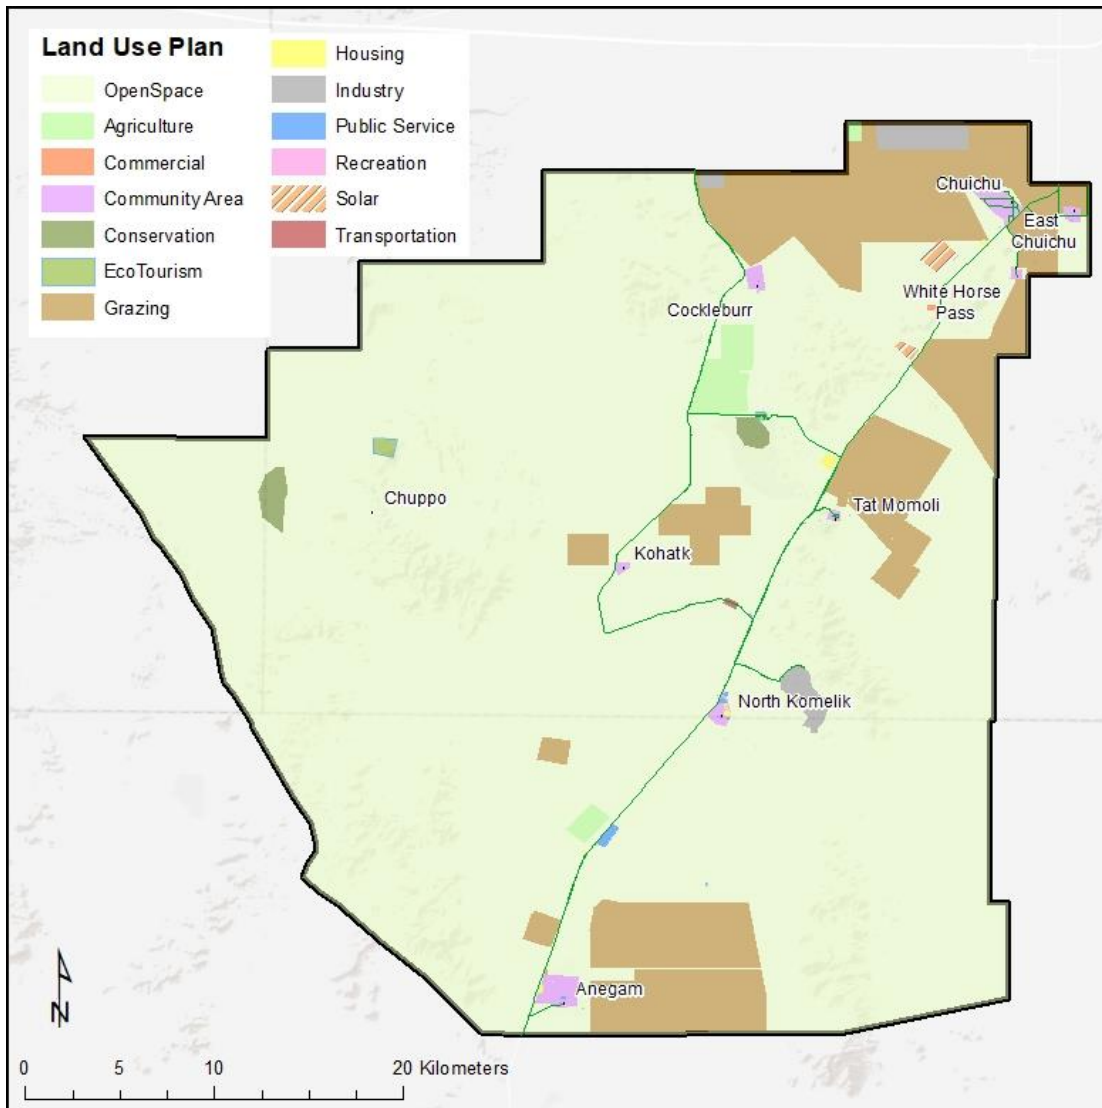 Land Use Plan
OpenSpace
Agriculture
Commercial
Community Area
Conservation
EcoTourism
Grazing
Housing
Industry
Public Service
Recreation
Solar
Transportation
Chuichu
East
Chuichu
White Horse
Pass
Cockleburr
Chuppo
Tat Momoli
Kohatk
North Komelik
Anegam
N
0 5 10 20 Kilometers